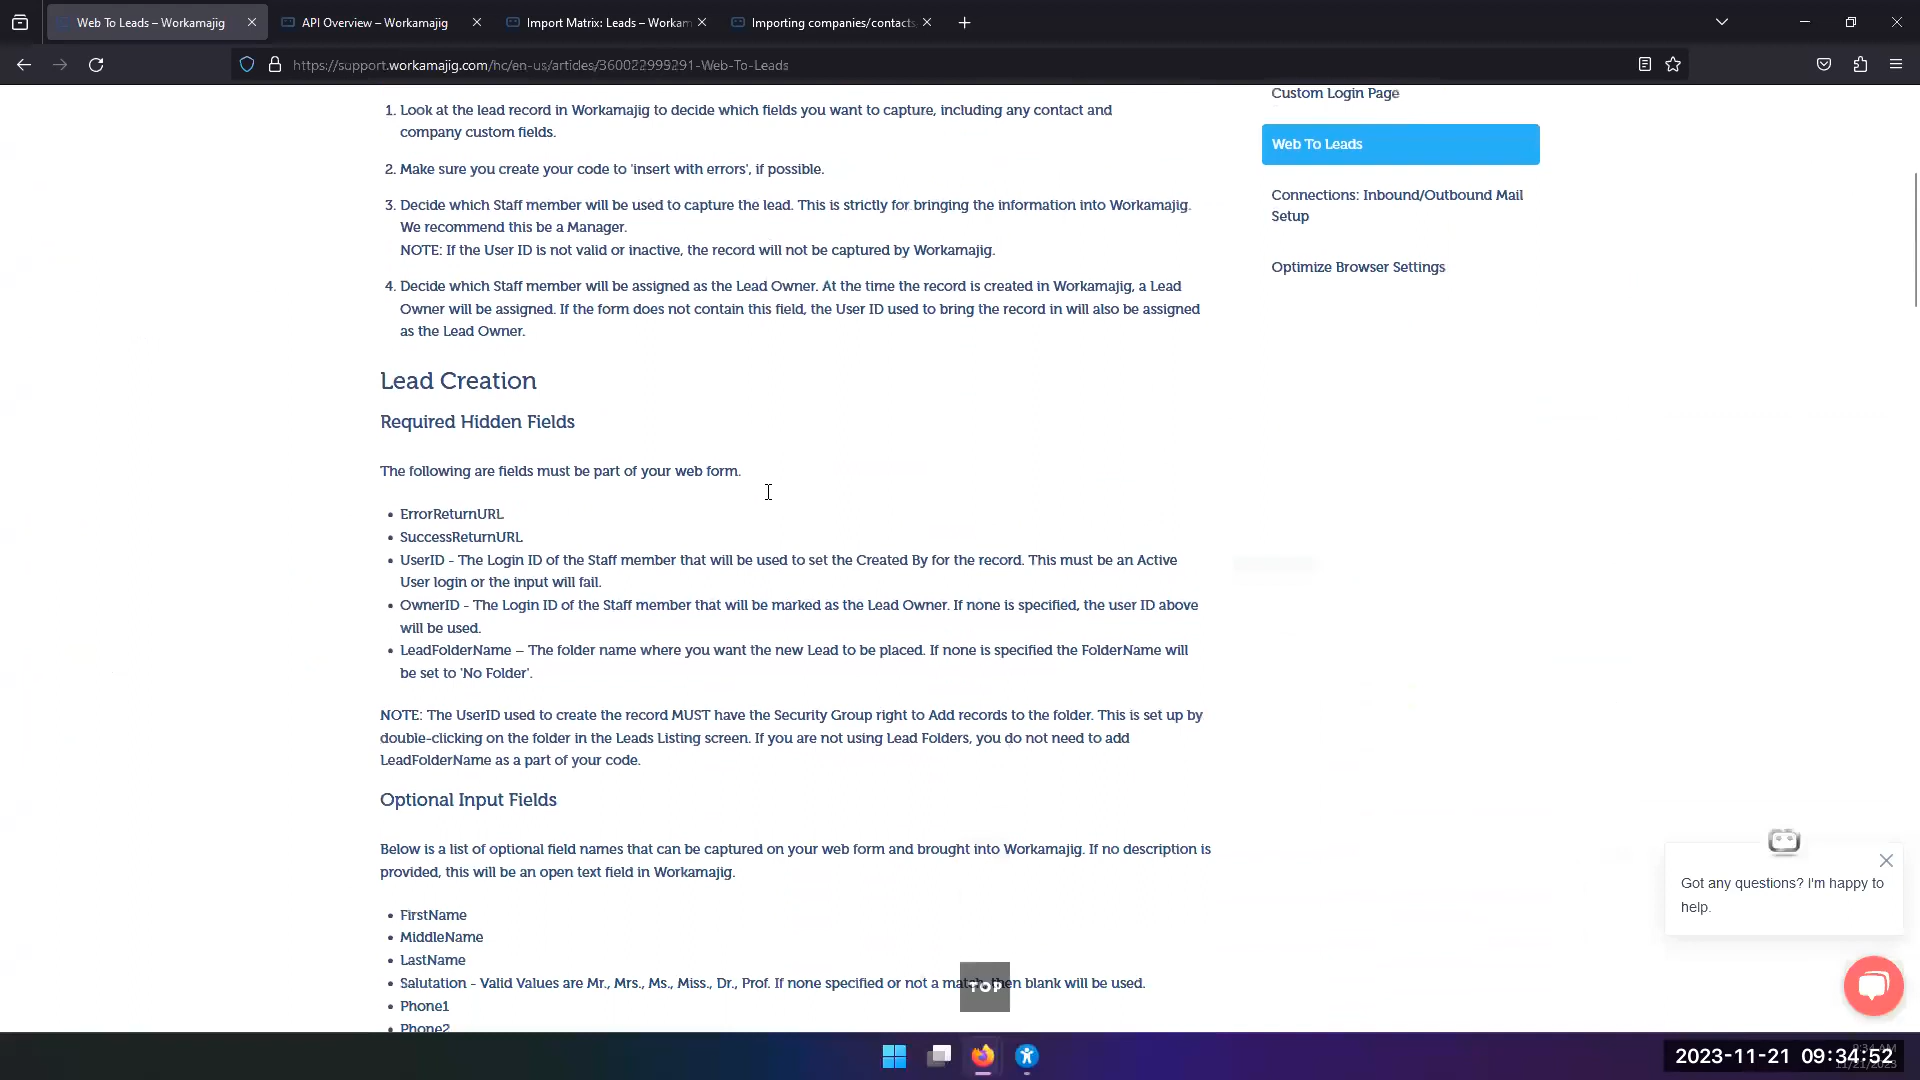 Web To Leads – Workamajig
API Overview – Workamajig
Import Matrix: Leads – Workam
Importing companies/contacts,
https://support.workamajig.com/hc/en-us/articles/360022999291-Web-To-Leads
1. Look at the lead record in Workamajig to decide which fields you want to capture, including any contact and
company custom fields.
2. Make sure you create your code to 'insert with errors', if possible.
3. Decide which Staff member will be used to capture the lead. This is strictly for bringing the information into Workamajig.
We recommend this be a Manager.
NOTE: If the User ID is not valid or inactive, the record will not be captured by Workamajig.
4. Decide which Staff member will be assigned as the Lead Owner. At the time the record is created in Workamajig, a Lead
Owner will be assigned. If the form does not contain this field, the User ID used to bring the record in will also be assigned
as the Lead Owner.
Lead Creation
Required Hidden Fields
The following are fields must be part of your web form.
• ErrorReturnURL
• SuccessReturnURL
• UserID - The Login ID of the Staff member that will be used to set the Created By for the record. This must be an Active
User login or the input will fail.
• OwnerID - The Login ID of the Staff member that will be marked as the Lead Owner. If none is specified, the user ID above
will be used.
• LeadFolderName – The folder name where you want the new Lead to be placed. If none is specified the FolderName will
be set to 'No Folder'.
NOTE: The UserID used to create the record MUST have the Security Group right to Add records to the folder. This is set up by
double-clicking on the folder in the Leads Listing screen. If you are not using Lead Folders, you do not need to add
LeadFolderName as a part of your code.
Optional Input Fields
Below is a list of optional field names that can be captured on your web form and brought into Workamajig. If no description is
provided, this will be an open text field in Workamajig.
• FirstName
• MiddleName
• LastName
• Salutation - Valid Values are Mr., Mrs., Ms., Miss., Dr., Prof. If none specified or not a match then blank will be used.
• Phone1
• Phone2
TOP
Custom Login Page
Web To Leads
Connections: Inbound/Outbound Mail
Setup
Optimize Browser Settings
Got any questions? I'm happy to
help.
2023-11-21 09:34:52